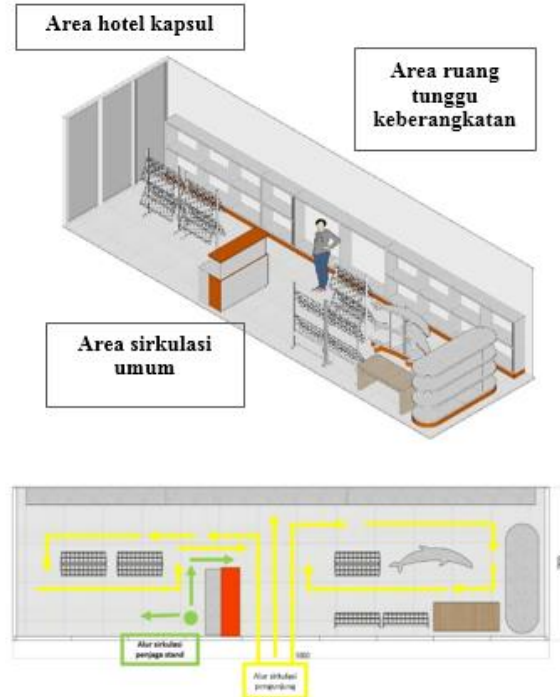 Area hotel kapsul
Area ruang
tunggu
keberangkatan
Area sirkulasi
umum
Alur sirkulasi
penjaga stand
Alur sirkulasi
pengunjung